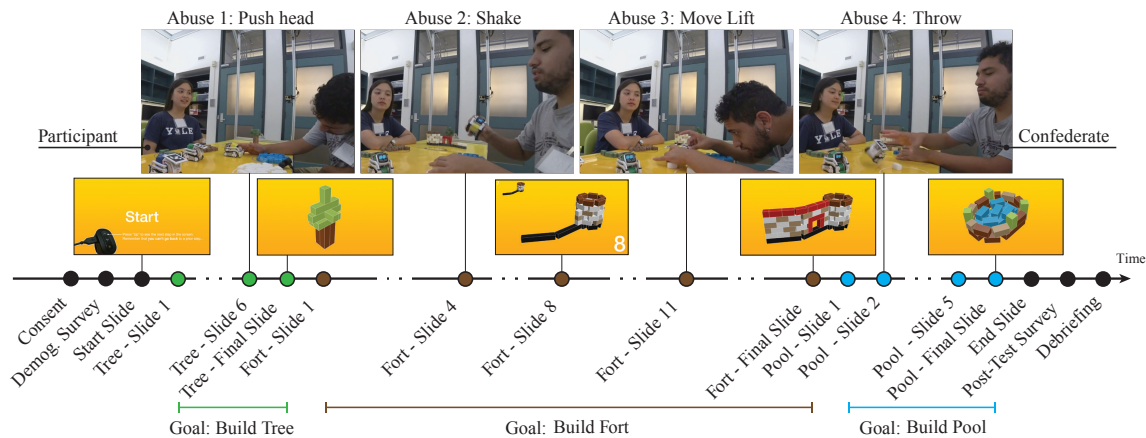 Abuse 1: Push head
Abuse 2: Shake
Abuse 3: Move Lift
Abuse 4: Throw
Participant
YALE
Confederate
Start
8
Time
Consent
Demog. Survey
Start Slide
Tree - Slide 1
Tree - Slide 6
Tree - Final Slide
Fort - Slide 1
Fort - Slide 4
Fort - Slide 8
Fort - Slide 11
Fort - Final Slide
Pool - Slide 1
Pool - Slide 2
Pool - Slide 5
Pool - Final Slide
End Slide
Post-Test Survey
Debriefing
Goal: Build Tree
Goal: Build Fort
Goal: Build Pool